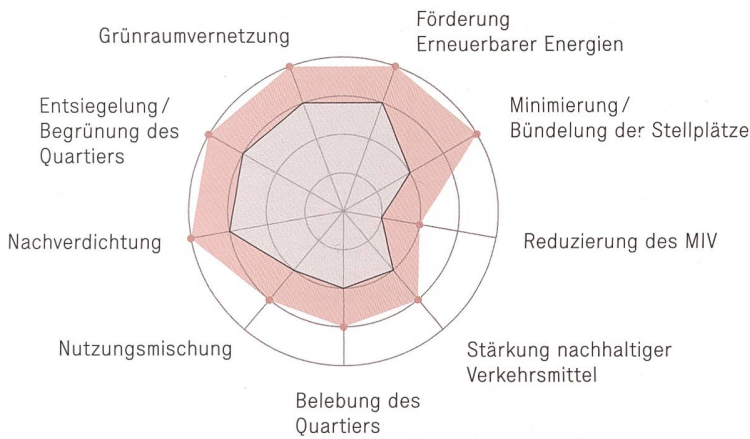 Grünraumvernetzung
Förderung
Erneuerbarer Energien
Entsiegelung /
Begrünung des
Quartiers
Minimierung /
Bündelung der Stellplätze
Nachverdichtung
Reduzierung des MIV
Nutzungsmischung
Stärkung nachhaltiger
Verkehrsmittel
Belebung des
Quartiers